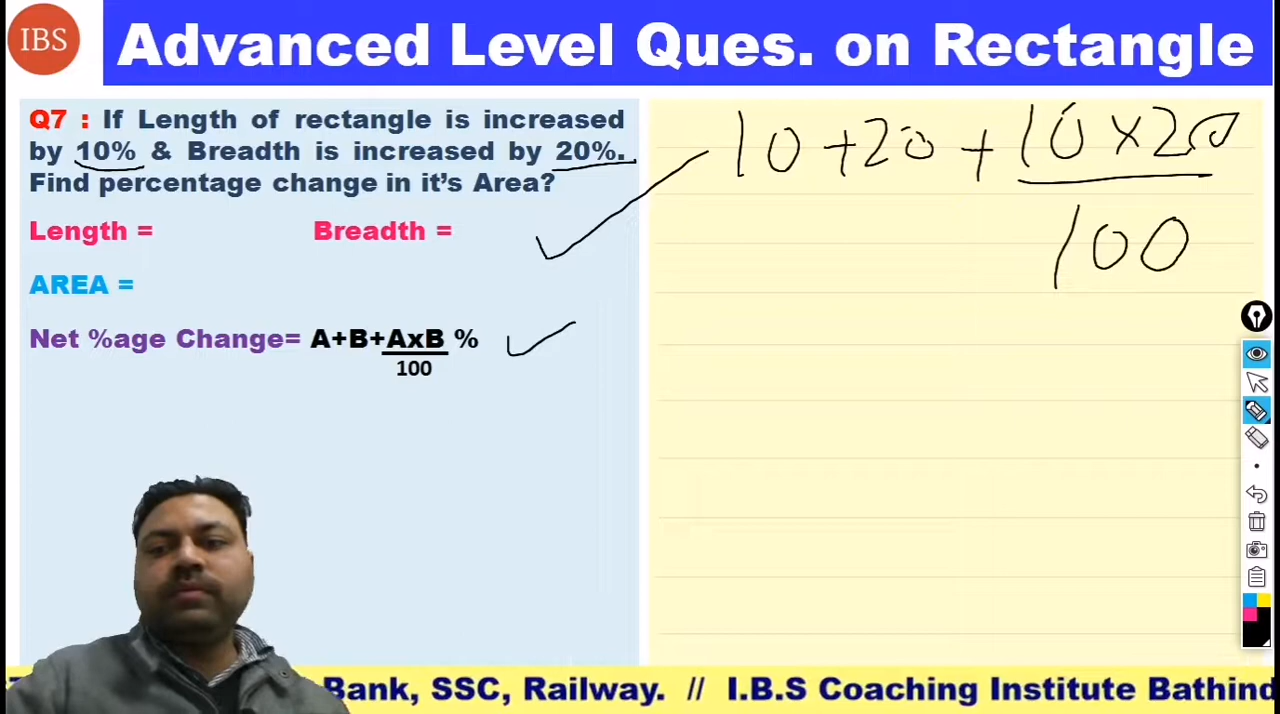 IBS
Advanced Level Ques. on Rectangle
Q7 : If Length of rectangle is increased
by 10% & Breadth is increased by 20%.
Find percentage change in it's Area?
Length =
Breadth =
AREA =
Net %age Change= A+B+AxB %
100
10+20+10×20
100
Bank, SSC, Railway. // I.B.S Coaching Institute Bathind